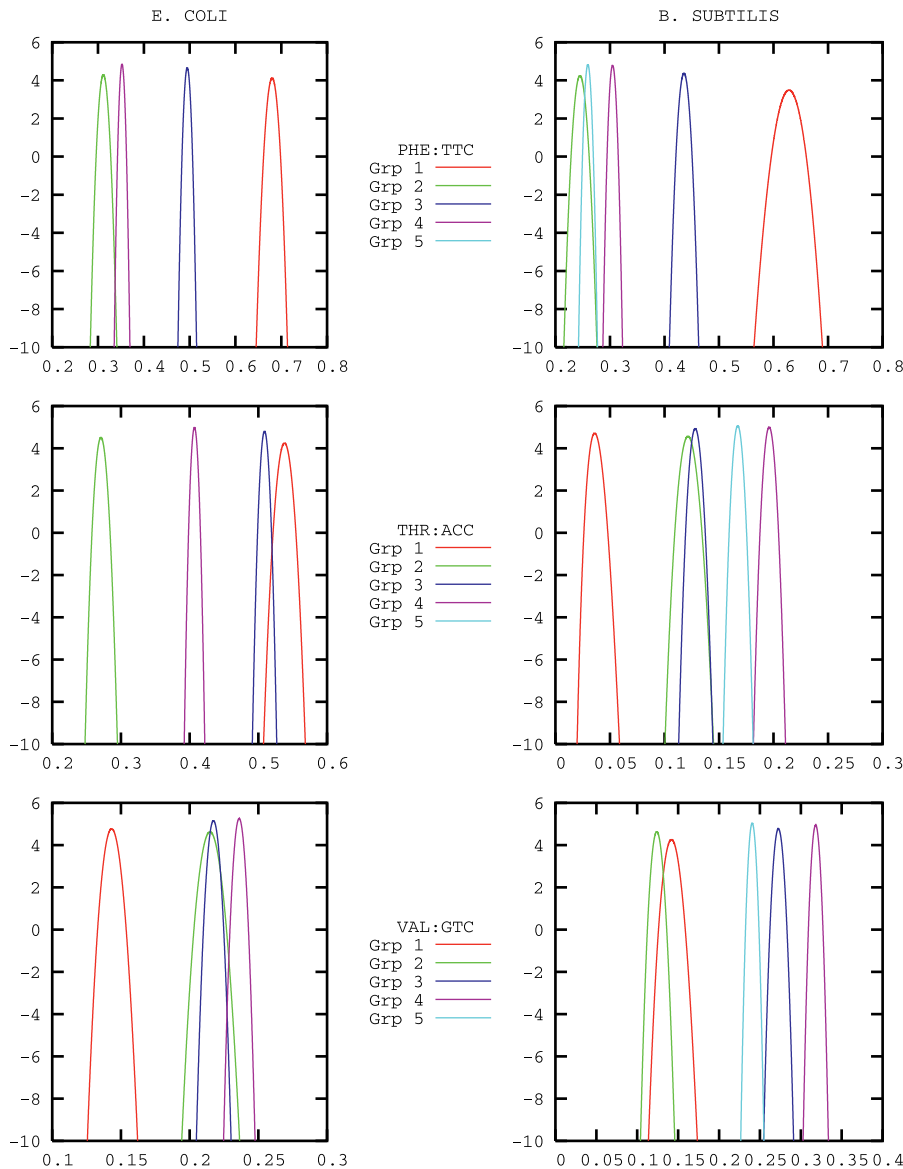 E. COLI
B. SUBTILIS
6
4
2
0
-2
-4
-6
-8
-10
0.2 0.3 0.4 0.5 0.6 0.7 0.8
PHE:TTC
Grp 1
Grp 2
Grp 3
Grp 4
Grp 5
6
4
2
0
-2
-4
-6
-8
-10
0.2 0.3 0.4 0.5 0.6 0.7 0.8
6
4
2
0
-2
-4
-6
-8
-10
0.2 0.3 0.4 0.5 0.6
THR:ACC
Grp 1
Grp 2
Grp 3
Grp 4
Grp 5
6
4
2
0
-2
-4
-6
-8
-10
0 0.05 0.1 0.15 0.2 0.25 0.3
6
4
2
0
-2
-4
-6
-8
-10
0.1 0.15 0.2 0.25 0.3
VAL:GTC
Grp 1
Grp 2
Grp 3
Grp 4
Grp 5
6
4
2
0
-2
-4
-6
-8
-10
0 0.05 0.1 0.15 0.2 0.25 0.3 0.35 0.4